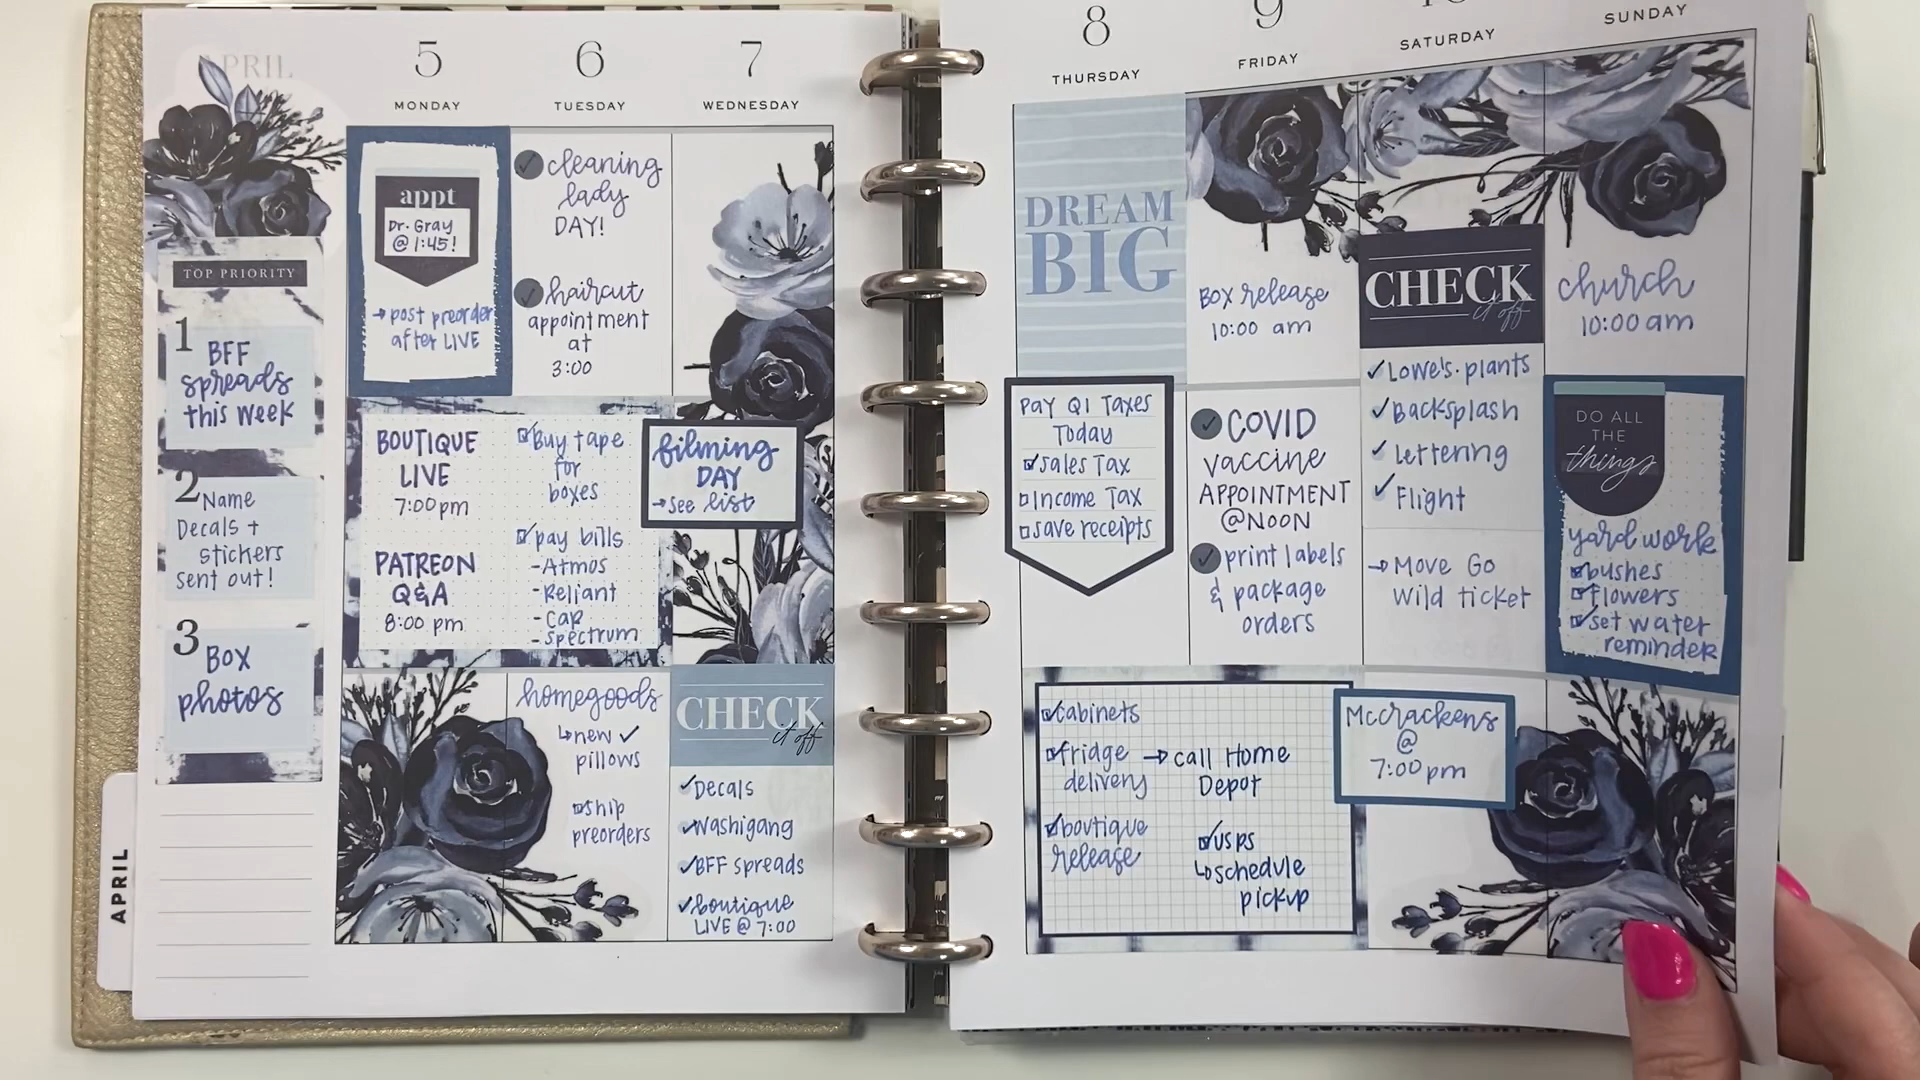 APRIL
5
MONDAY
6
TUESDAY
7
WEDNESDAY
TOP PRIORITY
1
BFF
spreads
this week
2
Name
Decals +
stickers
sent out!
3
Box
photos
APRIL
appt
Dr. Gray
@ 1:45!
→ post preorder
after LIVE
BOUTIQUE
LIVE
7:00pm
PATREON
Q&A
8:00 pm
cleaning
lady
DAY!
haircut
appointment
at
3:00
Buy tape
for
boxes
pay bills
-Atmos
-Reliant
-Cap
-Spectrum
homegoods
↳new ✓
pillows
ship
preorders
filming
DAY
→See list
CHECK
it off
✓Decals
✓Washigang
✓BFF spreads
✓boutique
LIVE @ 7:00
8
THURSDAY
9
FRIDAY
SATURDAY
SUNDAY
DREAM
BIG
Pay Q1 Taxes
Today
Sales Tax
Income Tax
save receipts
cabinets
fridge
delivery
→ call Home
Depot
boutique
release
USPS
↳schedule
pickup
Box release
10:00 am
COVID
vaccine
APPOINTMENT
@NOON
print labels
& package
orders
CHECK
it off
✓Lowe's-plants
✓Backsplash
✓Lettering
✓Flight
→ Move Go
Wild ticket
McCrackens
@
7:00pm
church
10:00am
DO ALL
THE
things
yard work
bushes
flowers
set water
reminder